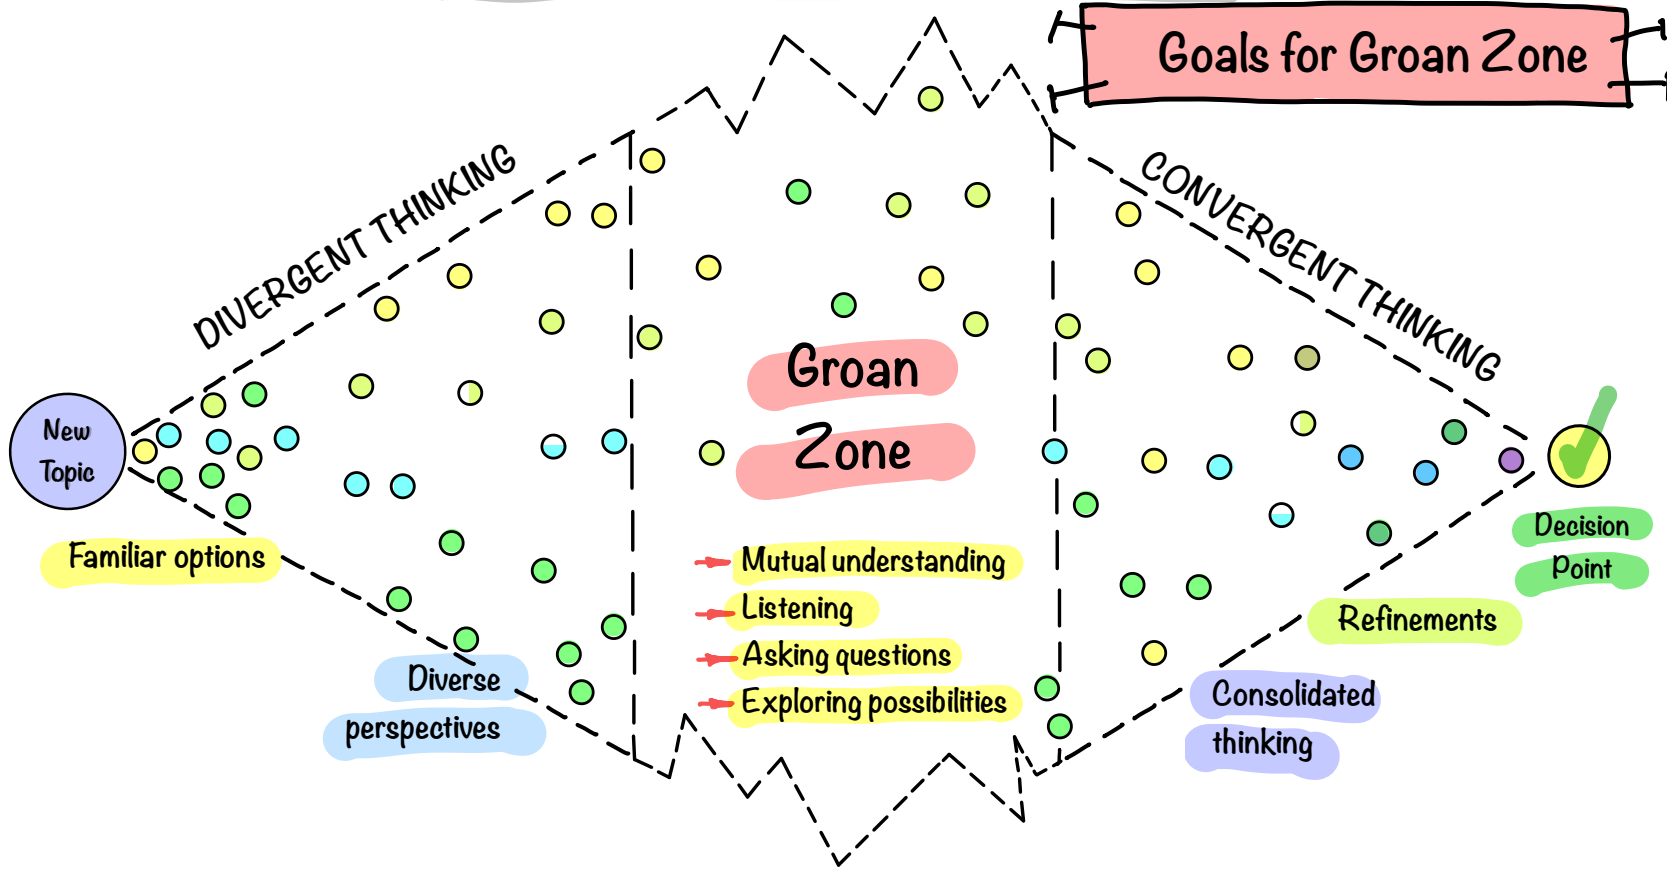 Goals for Groan Zone
DIVERGENT THINKING
CONVERGENT THINKING
New
Topic
Groan
Zone
Familiar options
Diverse
perspectives
Mutual understanding
Listening
Asking questions
Exploring possibilities
Decision
Point
Refinements
Consolidated
thinking